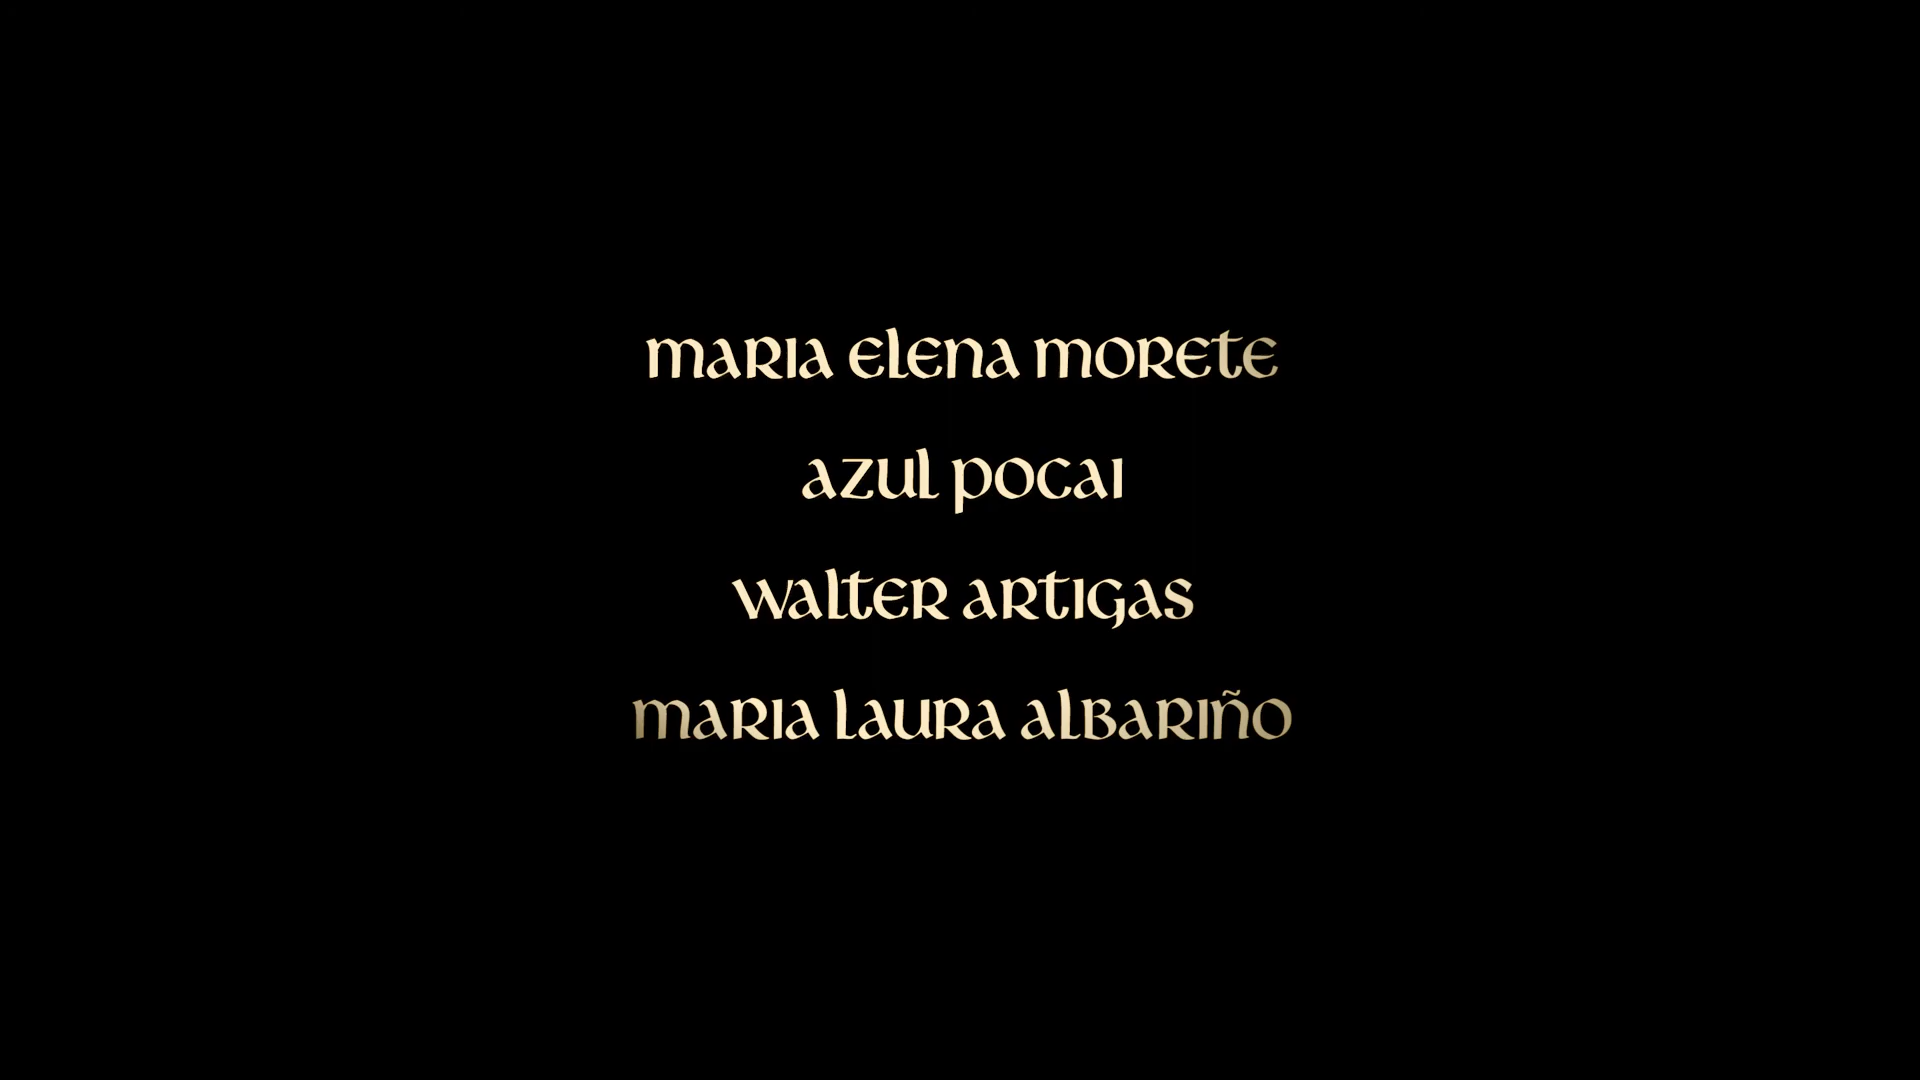 maria elena morete
azul pocai
walter artigas
maria laura albariño